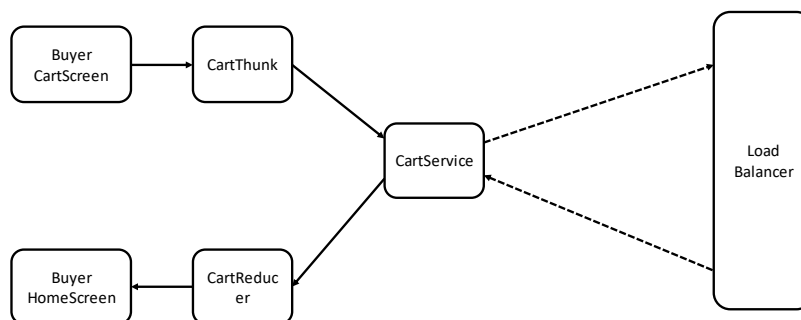 Buyer
CartScreen
CartThunk
CartService
Load
Balancer
Buyer
HomeScreen
CartReduc
er